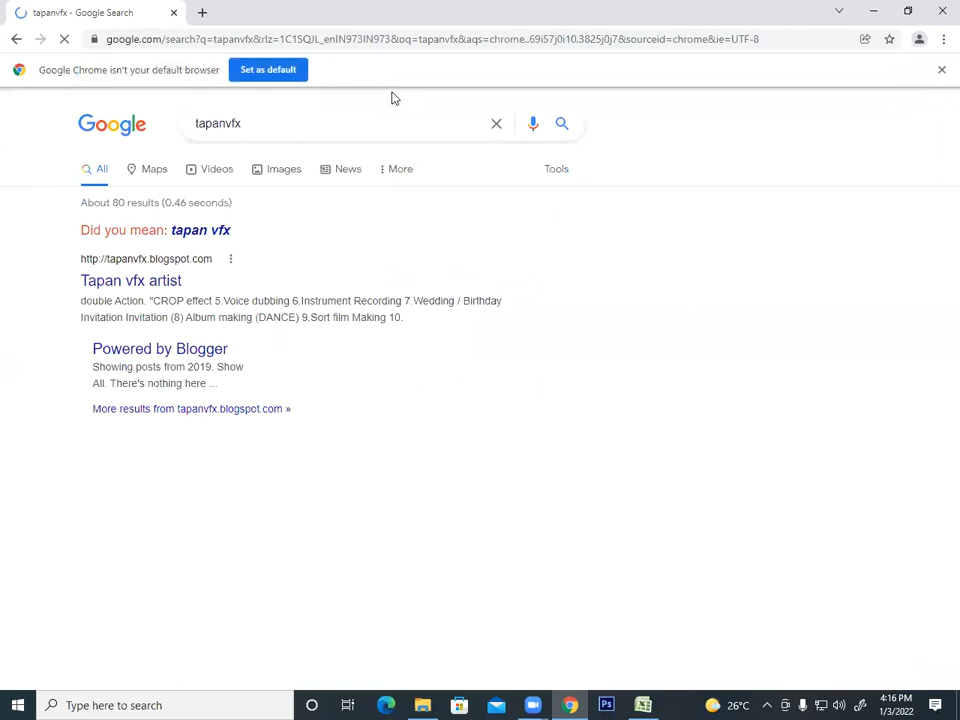 tapanvfx - Google Search
google.com/search?q=tapanvfx&rlz=1C1SQJL_enIN973IN973&oq=tapanvfx&aqs=chrome..69i57j0i10.3825j0j7&sourceid=chrome&ie=UTF-8
Google Chrome isn't your default browser Set as default
Google tapanvfx
All Maps Videos Images News More Tools
About 80 results (0.46 seconds)
Did you mean: tapan vfx
http://tapanvfx.blogspot.com
Tapan vfx artist
double Action. "CROP effect 5.Voice dubbing 6.Instrument Recording 7.Wedding / Birthday
Invitation Invitation (8) Album making (DANCE) 9.Sort film Making 10.
Powered by Blogger
Showing posts from 2019. Show
All. There's nothing here ...
More results from tapanvfx.blogspot.com »
Type here to search Ps 26°C 4:16 PM
1/3/2022